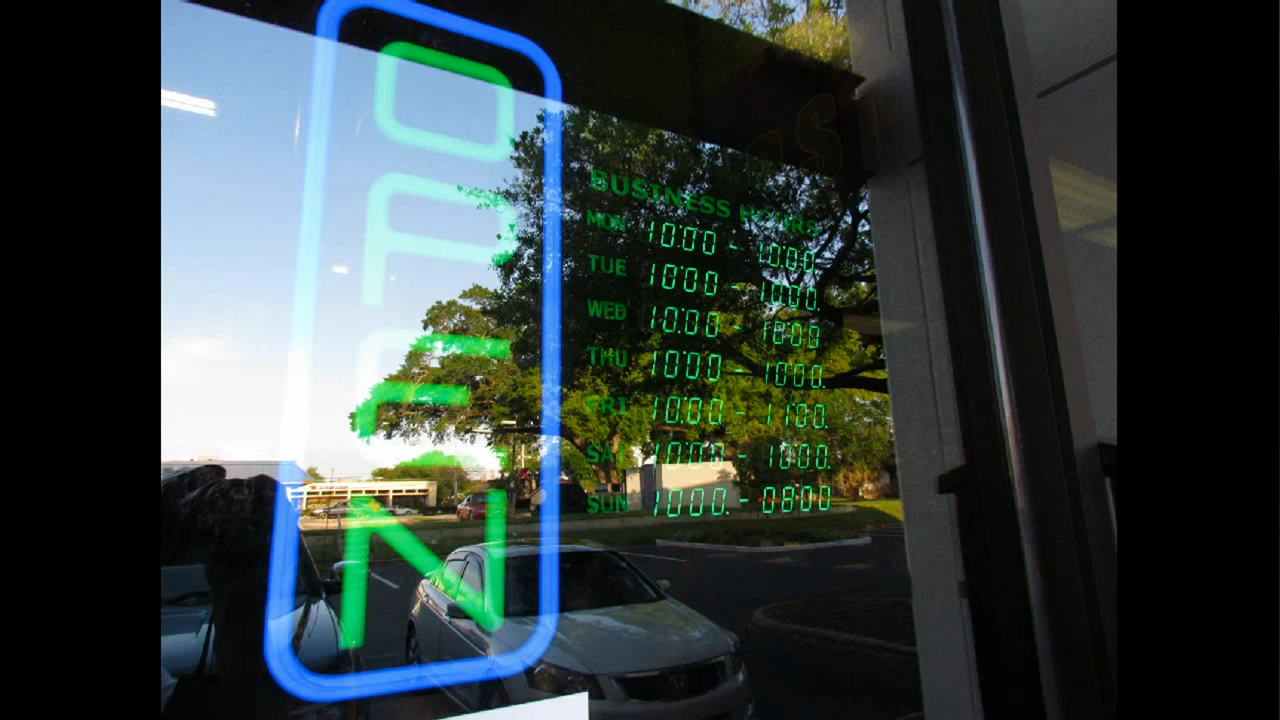 OPEN
BUSINESS HOURS
MON 10:00 - 10:00
TUE 10:00 - 10:00
WED 10:00 - 10:00
THU 10:00 - 10:00
FRI 10:00 - 11:00
SAT 10:00 - 10:00
SUN 10:00 - 08:00